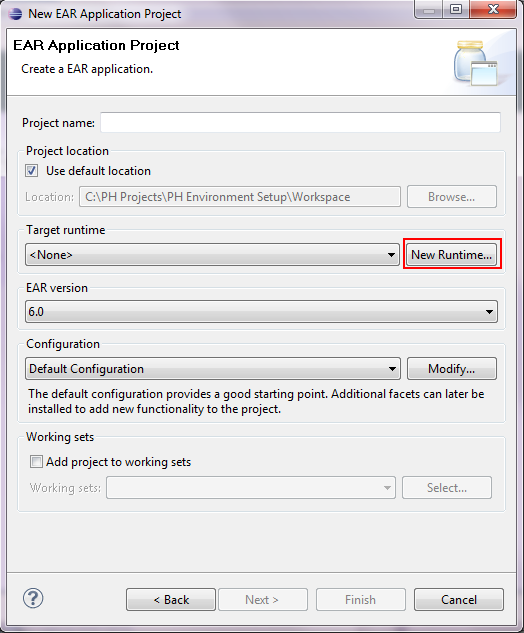 New EAR Application Project
EAR Application Project
Create a EAR application.
Project name:
Project location
Use default location
Location: C:\PH Projects\PH Environment Setup\Workspace Browse...
Target runtime
<None> New Runtime...
EAR version
6.0
Configuration
Default Configuration Modify...
The default configuration provides a good starting point. Additional facets can later be
installed to add new functionality to the project.
Working sets
Add project to working sets
Working sets: Select...
? < Back Next > Finish Cancel